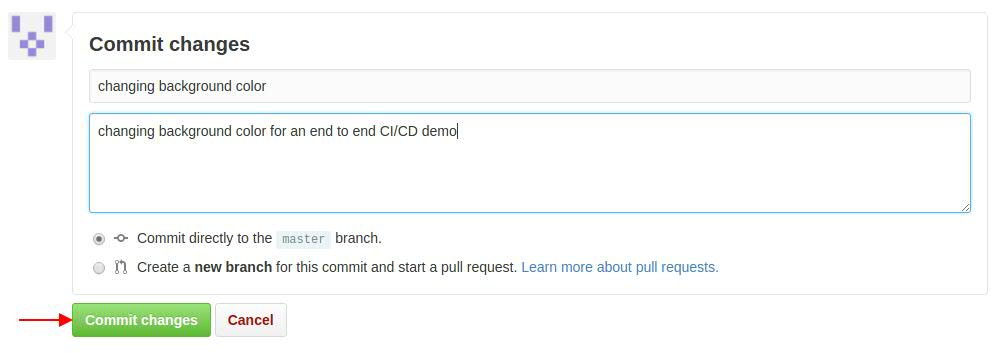 Commit changes
changing background color
changing background color for an end to end CI/CD demo
Commit directly to the master branch.
Create a new branch for this commit and start a pull request. Learn more about pull requests.
Commit changes Cancel